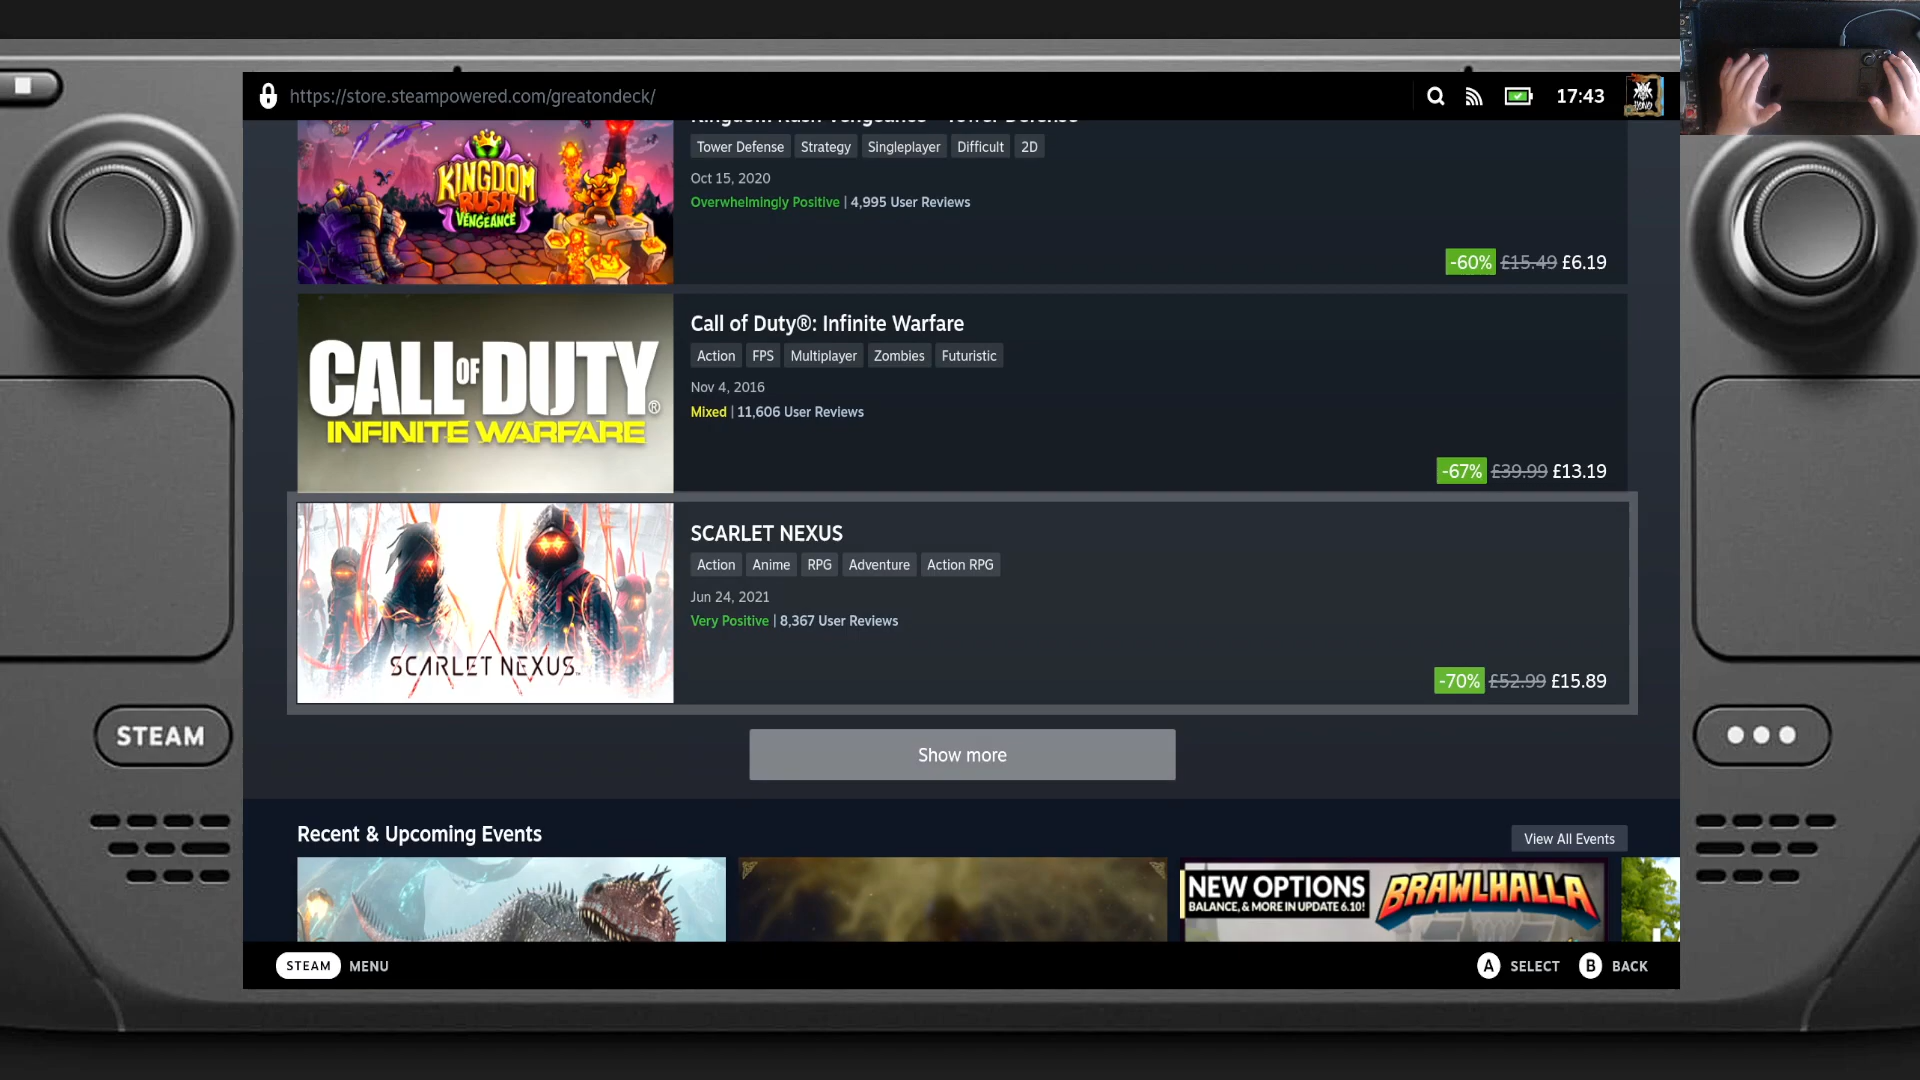 https://store.steampowered.com/greatondeck/
17:43
Kingdom Rush Vengeance - Tower Defense
Tower Defense Strategy Singleplayer Difficult 2D
Oct 15, 2020
Overwhelmingly Positive | 4,995 User Reviews
-60% £15.49 £6.19
KINGDOM
RUSH
VENGEANCE
Call of Duty®: Infinite Warfare
Action FPS Multiplayer Zombies Futuristic
Nov 4, 2016
Mixed | 11,606 User Reviews
-67% £39.99 £13.19
CALL OF DUTY®
INFINITE WARFARE
SCARLET NEXUS
Action Anime RPG Adventure Action RPG
Jun 24, 2021
Very Positive | 8,367 User Reviews
-70% £52.99 £15.89
SCARLET NEXUS
STEAM
Show more
Recent & Upcoming Events
View All Events
NEW OPTIONS
BALANCE, & MORE IN UPDATE 6.10!
BRAWLHALLA
STEAM MENU
A SELECT B BACK